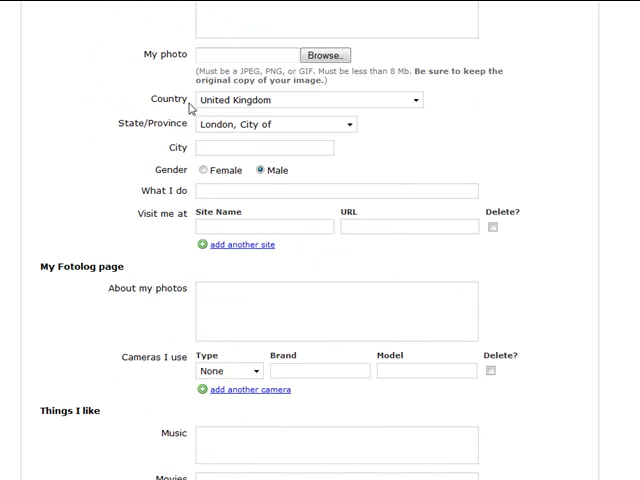 My photo Browse..
(Must be a JPEG, PNG, or GIF. Must be less than 8 Mb. Be sure to keep the
original copy of your image.)
Country United Kingdom
State/Province London, City of
City
Gender Female Male
What I do
Visit me at Site Name URL Delete?
add another site
My Fotolog page
About my photos
Cameras I use Type Brand Model Delete?
None
add another camera
Things I like
Music
Movies